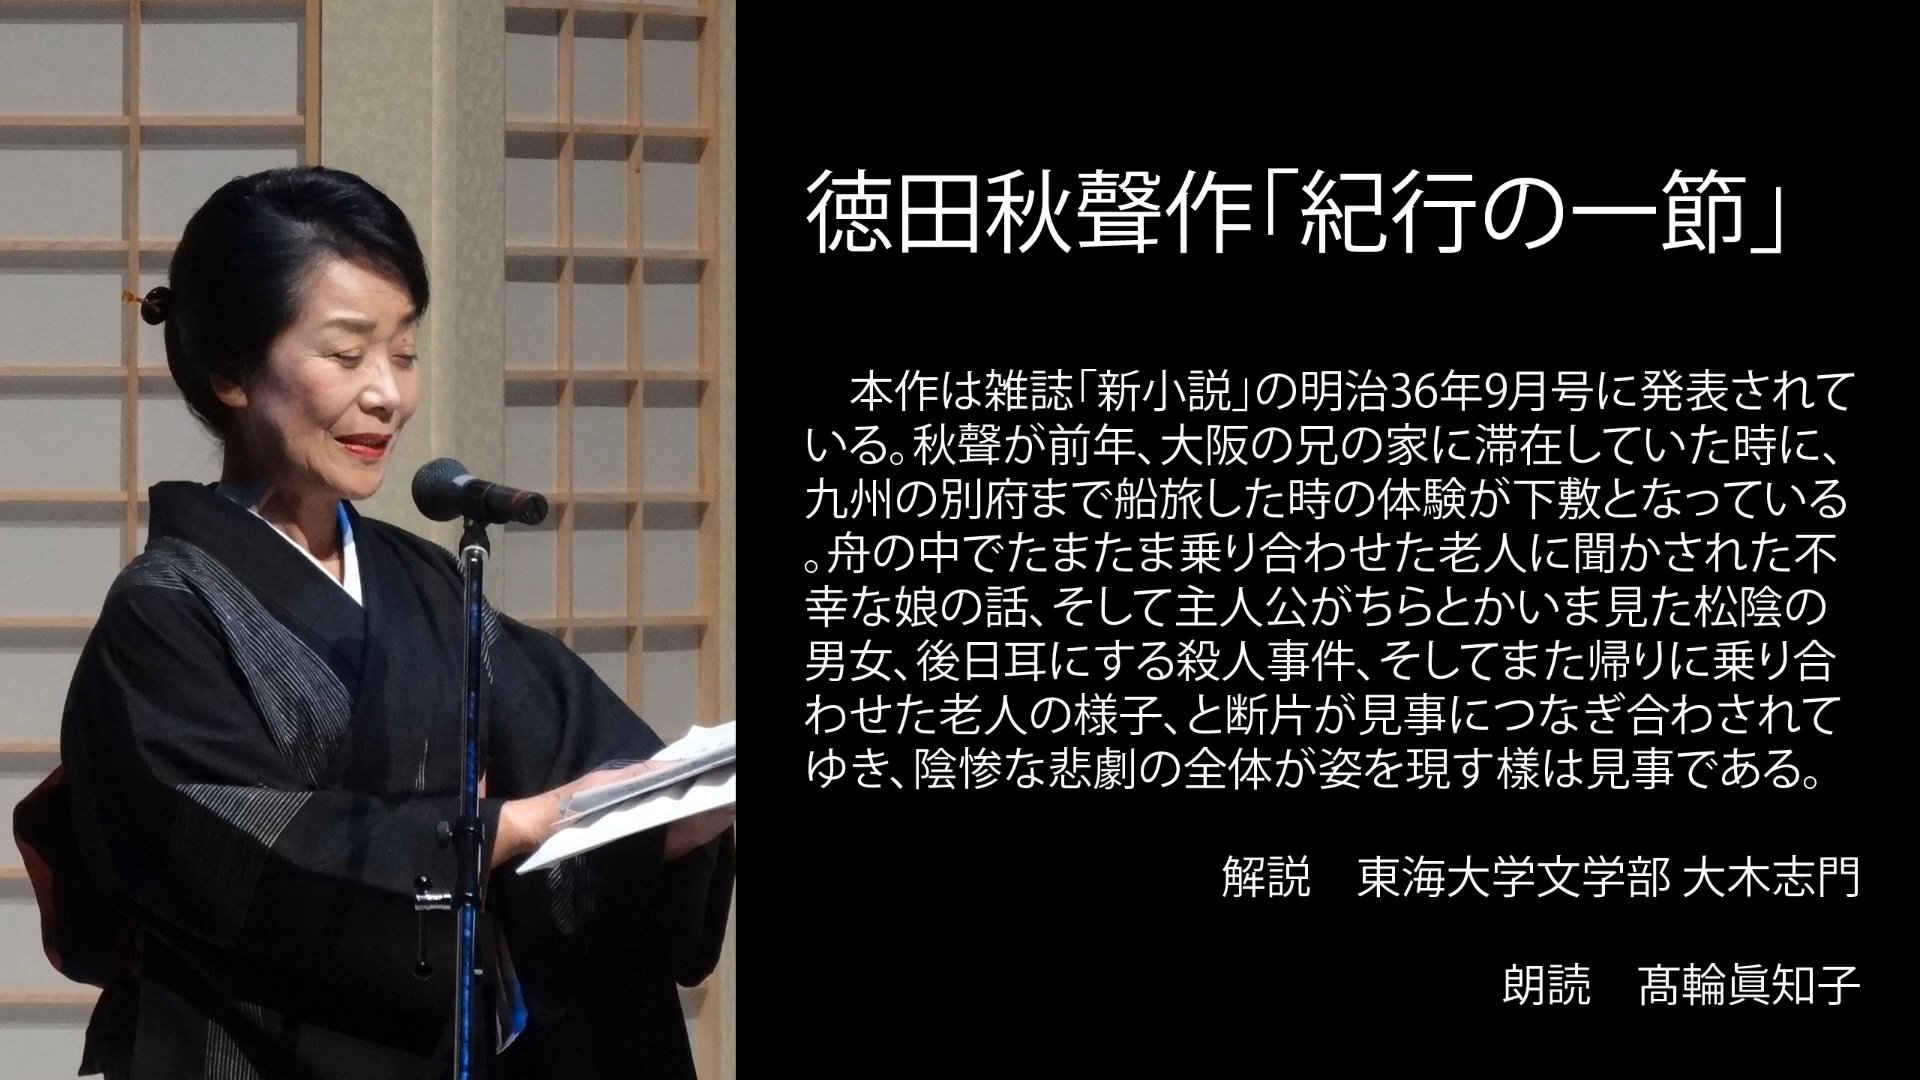 徳田秋聲作「紀行の一節」
　本作は雑誌「新小説」の明治36年9月号に発表されて
いる。秋聲が前年、大阪の兄の家に滞在していた時に、
九州の別府まで船旅した時の体験が下敷となっている
。舟の中でたまたま乗り合わせた老人に聞かされた不
幸な娘の話、そして主人公がちらとかいま見た松陰の
男女、後日耳にする殺人事件、そしてまた帰りに乗り合
わせた老人の様子、と断片が見事につなぎ合わされて
ゆき、陰惨な悲劇の全体が姿を現す様は見事である。
解説　東海大学文学部 大木志門
朗読　髙輪眞知子